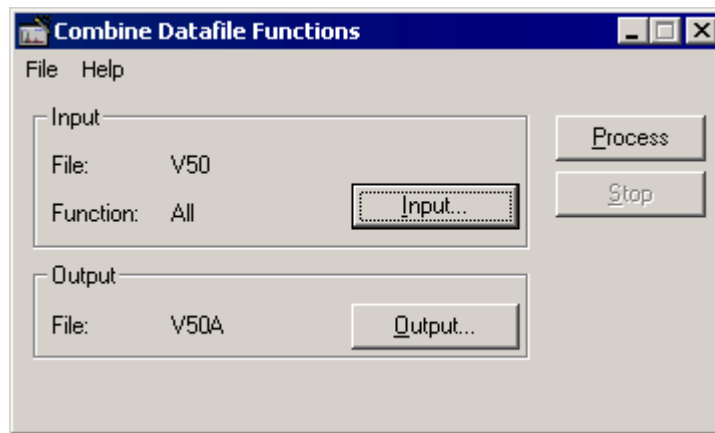 Combine Datafile Functions
File Help
Input
File: V50
Function: All
Input...
Process
Stop
Output
File: V50A
Output...